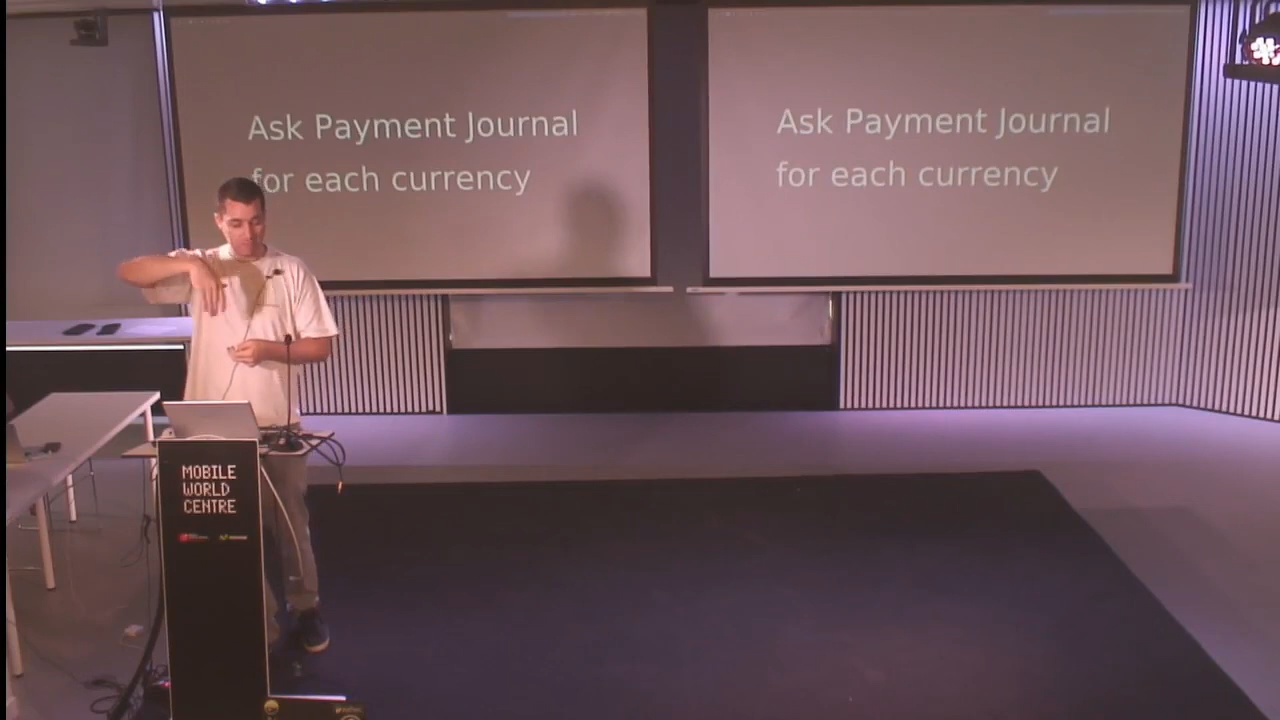 Ask Payment Journal
for each currency
Ask Payment Journal
for each currency
MOBILE
WORLD
CENTRE